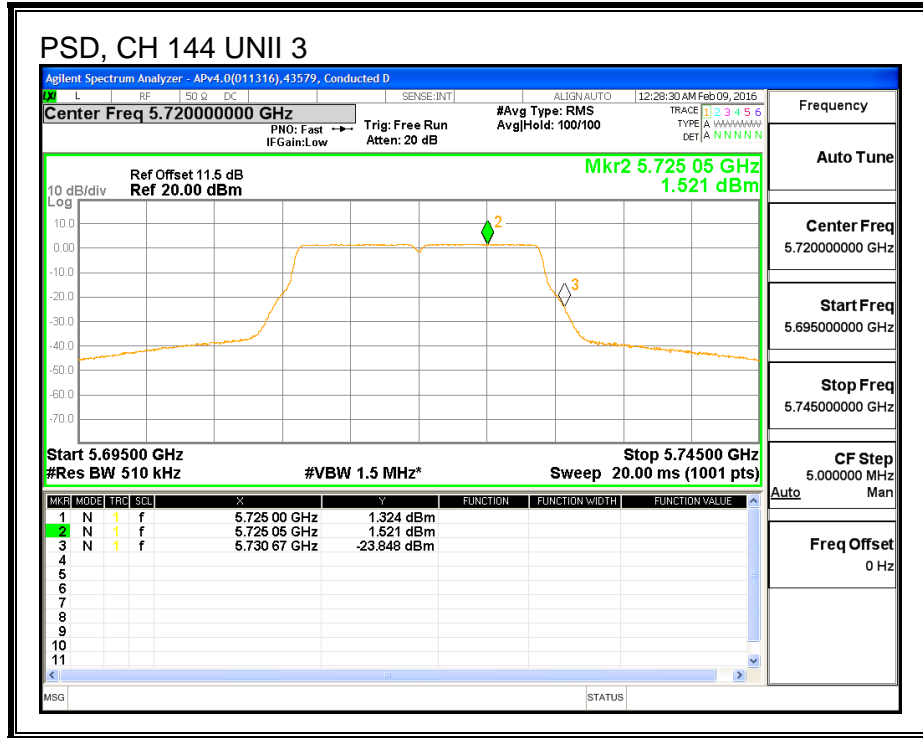 PSD, CH 144 UNII 3
Agilent Spectrum Analyzer - APv4.0(011316),43579, Conducted D
LXI L RF 50 Ω DC SENSE:INT ALIGN AUTO 12:28:30 AM Feb 09, 2016
Center Freq 5.720000000 GHz
#Avg Type: RMS
TRACE 1 2 3 4 5 6
PNO: Fast
Trig: Free Run
Avg|Hold: 100/100
TYPE A WWWWW
IFGain:Low
Atten: 20 dB
DET A N N N N N
Mkr2 5.725 05 GHz
Ref Offset 11.5 dB
10 dB/div Ref 20.00 dBm
1.521 dBm
Log
10.0
0.00
-10.0
-20.0
-30.0
-40.0
-50.0
-60.0
-70.0
2
3
Start 5.69500 GHz Stop 5.74500 GHz
#Res BW 510 kHz #VBW 1.5 MHz* Sweep 20.00 ms (1001 pts)
MKR MODE TRC SCL X Y FUNCTION FUNCTION WIDTH FUNCTION VALUE
1 N 1 f 5.725 00 GHz 1.324 dBm
2 N 1 f 5.725 05 GHz 1.521 dBm
3 N 1 f 5.730 67 GHz -23.848 dBm
4
5
6
7
8
9
10
11
MSG STATUS
Frequency
Auto Tune
Center Freq
5.720000000 GHz
Start Freq
5.695000000 GHz
Stop Freq
5.745000000 GHz
CF Step
5.000000 MHz
Auto Man
Freq Offset
0 Hz